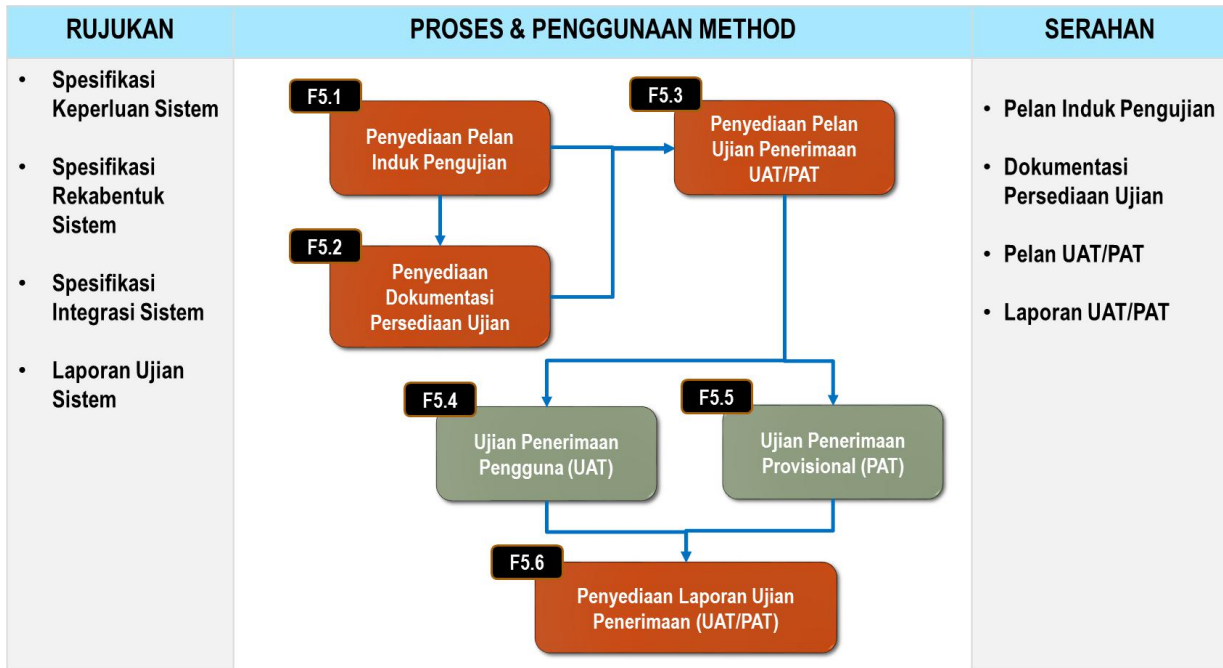 RUJUKAN
PROSES & PENGGUNAAN METHOD
SERAHAN
• Spesifikasi
Keperluan Sistem
• Spesifikasi
Rekabentuk
Sistem
• Spesifikasi
Integrasi Sistem
• Laporan Ujian
Sistem
F5.1
Penyediaan Pelan
Induk Pengujian
F5.2
Penyediaan
Dokumentasi
Persediaan Ujian
F5.3
Penyediaan Pelan
Ujian Penerimaan
UAT/PAT
F5.4
Ujian Penerimaan
Pengguna (UAT)
F5.5
Ujian Penerimaan
Provisional (PAT)
F5.6
Penyediaan Laporan Ujian
Penerimaan (UAT/PAT)
• Pelan Induk Pengujian
• Dokumentasi
Persediaan Ujian
• Pelan UAT/PAT
• Laporan UAT/PAT